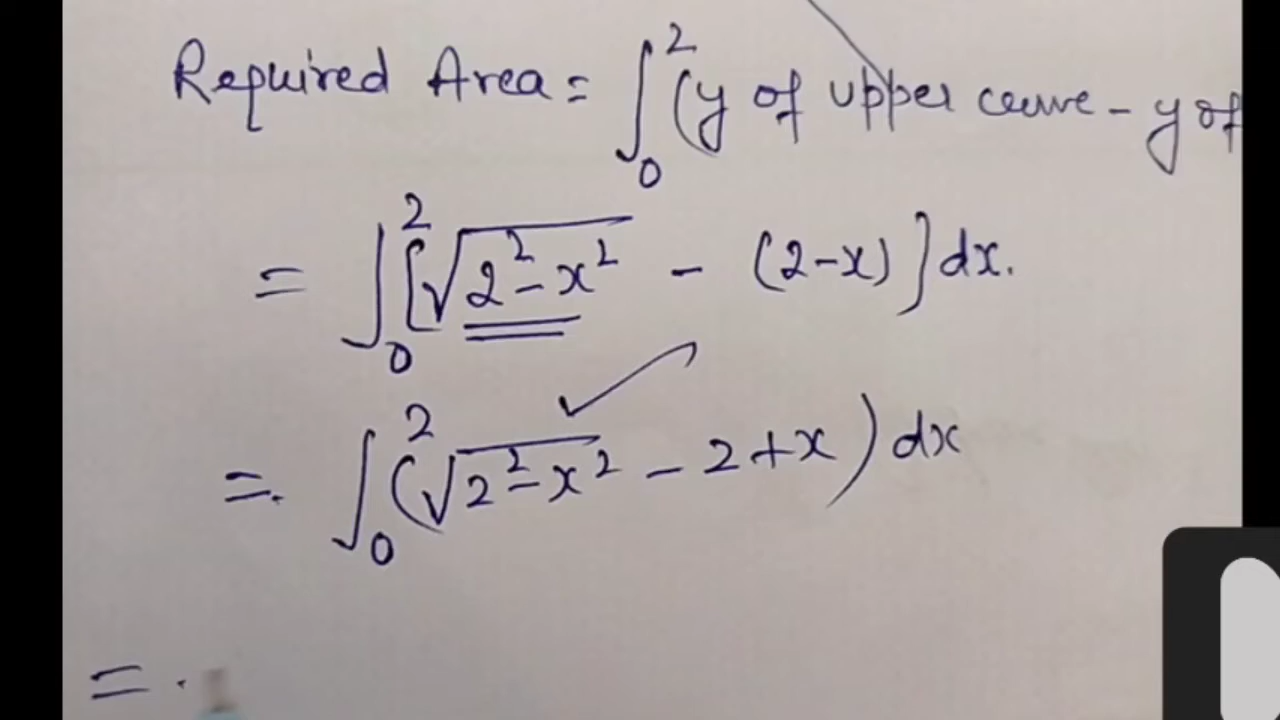 Required Area = ∫₀² (y of upper curve - y of
= ∫₀² [√(2² - x²) - (2-x)] dx.
=. ∫₀² (√(2² - x²) - 2 + x) dx
= .